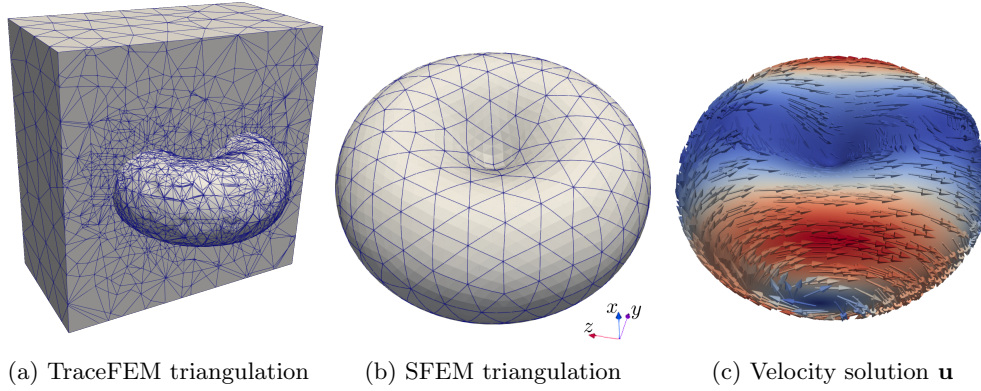 x
y
z
(a) TraceFEM triangulation
(b) SFEM triangulation
(c) Velocity solution u